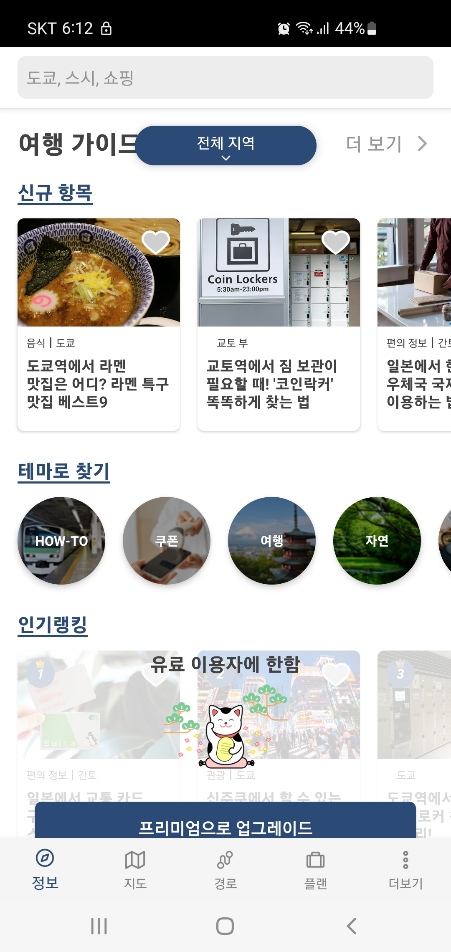 SKT 6:12
44%
도쿄, 스시, 쇼핑
여행 가이드
전체 지역
더 보기
신규 항목
Coin Lockers
5:30am-23:00pm
음식 | 도쿄
도쿄역에서 라멘
맛집은 어디? 라멘 특구
맛집 베스트9
교토 부
교토역에서 짐 보관이
필요할 때! '코인락커'
똑똑하게 찾는 법
편의 정보 | 간토
일본에서 한
우체국 국제
이용하는 법
테마로 찾기
HOW-TO
쿠폰
여행
자연
인기랭킹
유료 이용자에 한함
1
3
편의 정보 | 간토
일본에서 교통 카드
관광 | 도쿄
신주쿠에서 할 수 있는
도쿄
도쿄역에
로커
리!
프리미엄으로 업그레이드
정보
지도
경로
플랜
더보기